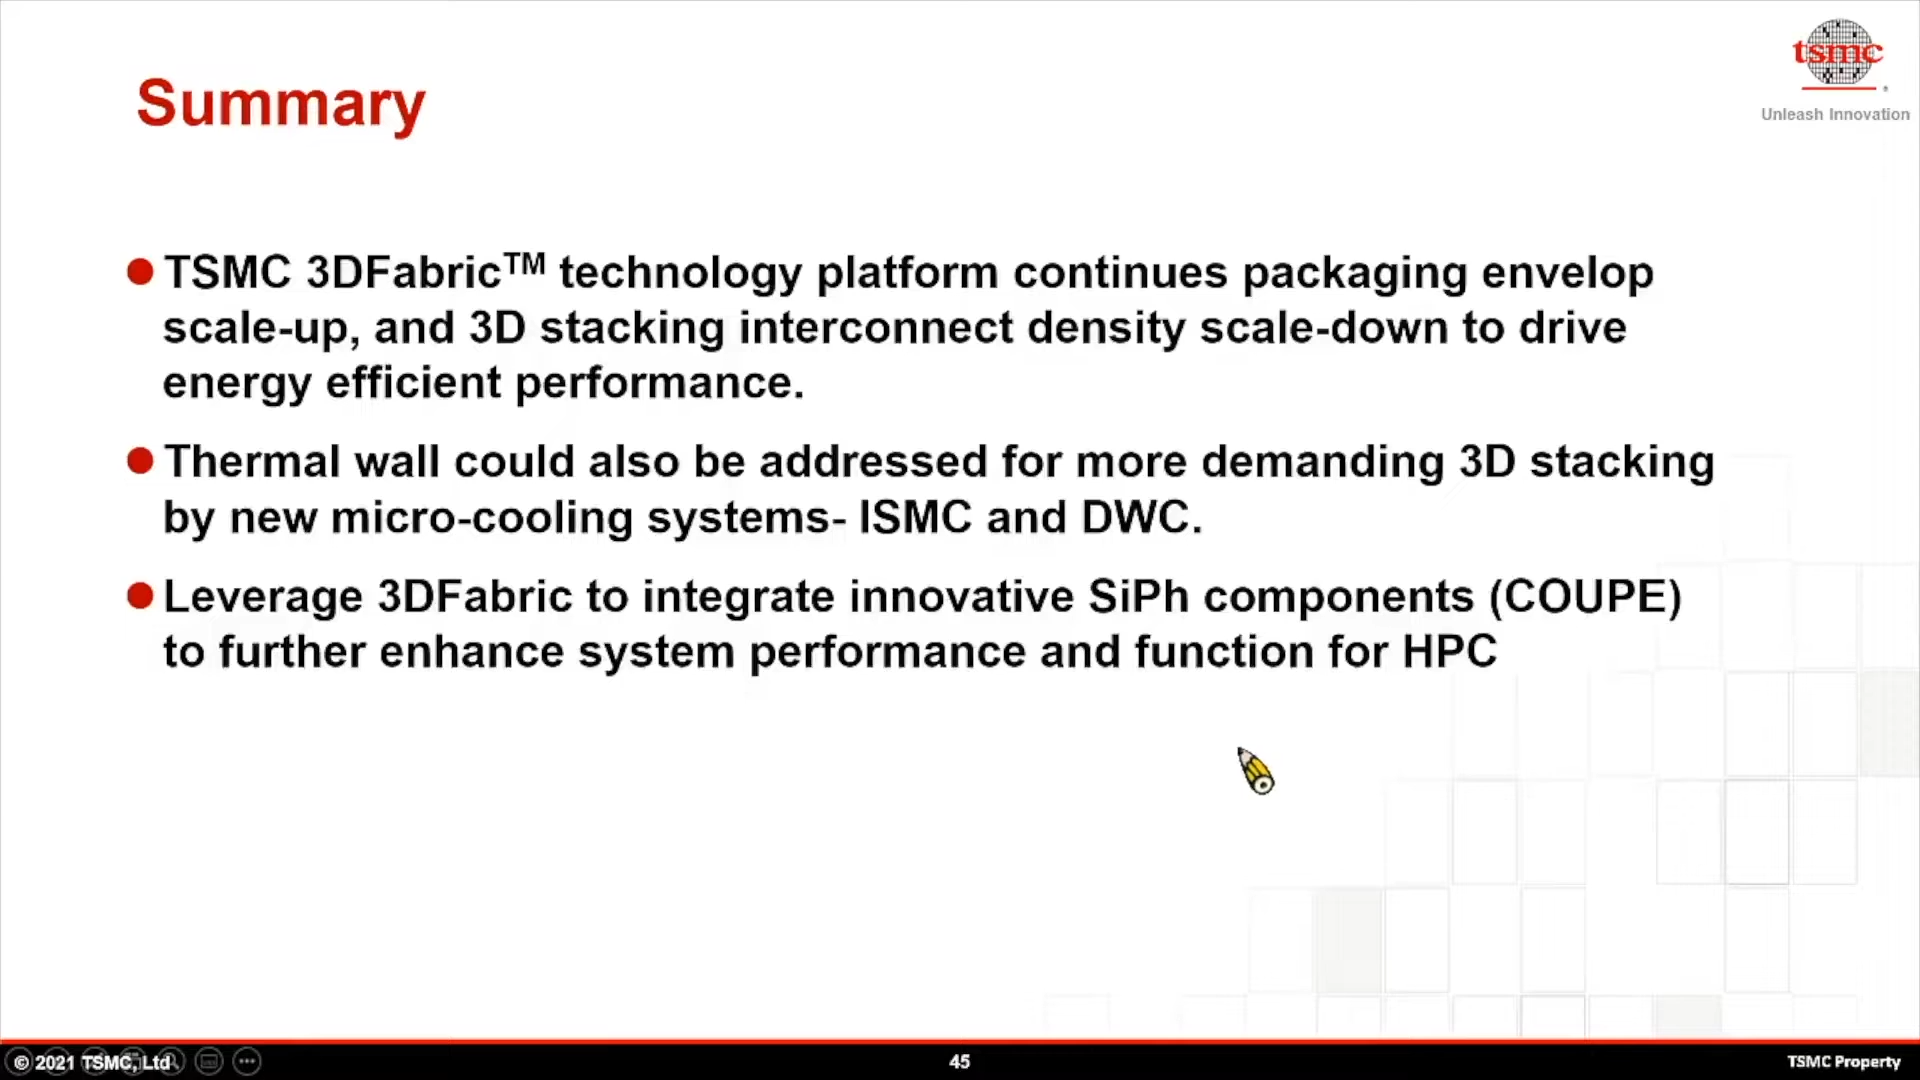 tsmc
Unleash Innovation
Summary
TSMC 3DFabric™ technology platform continues packaging envelop
scale-up, and 3D stacking interconnect density scale-down to drive
energy efficient performance.
Thermal wall could also be addressed for more demanding 3D stacking
by new micro-cooling systems- ISMC and DWC.
Leverage 3DFabric to integrate innovative SiPh components (COUPE)
to further enhance system performance and function for HPC
© 2021 TSMC, Ltd
45
TSMC Property